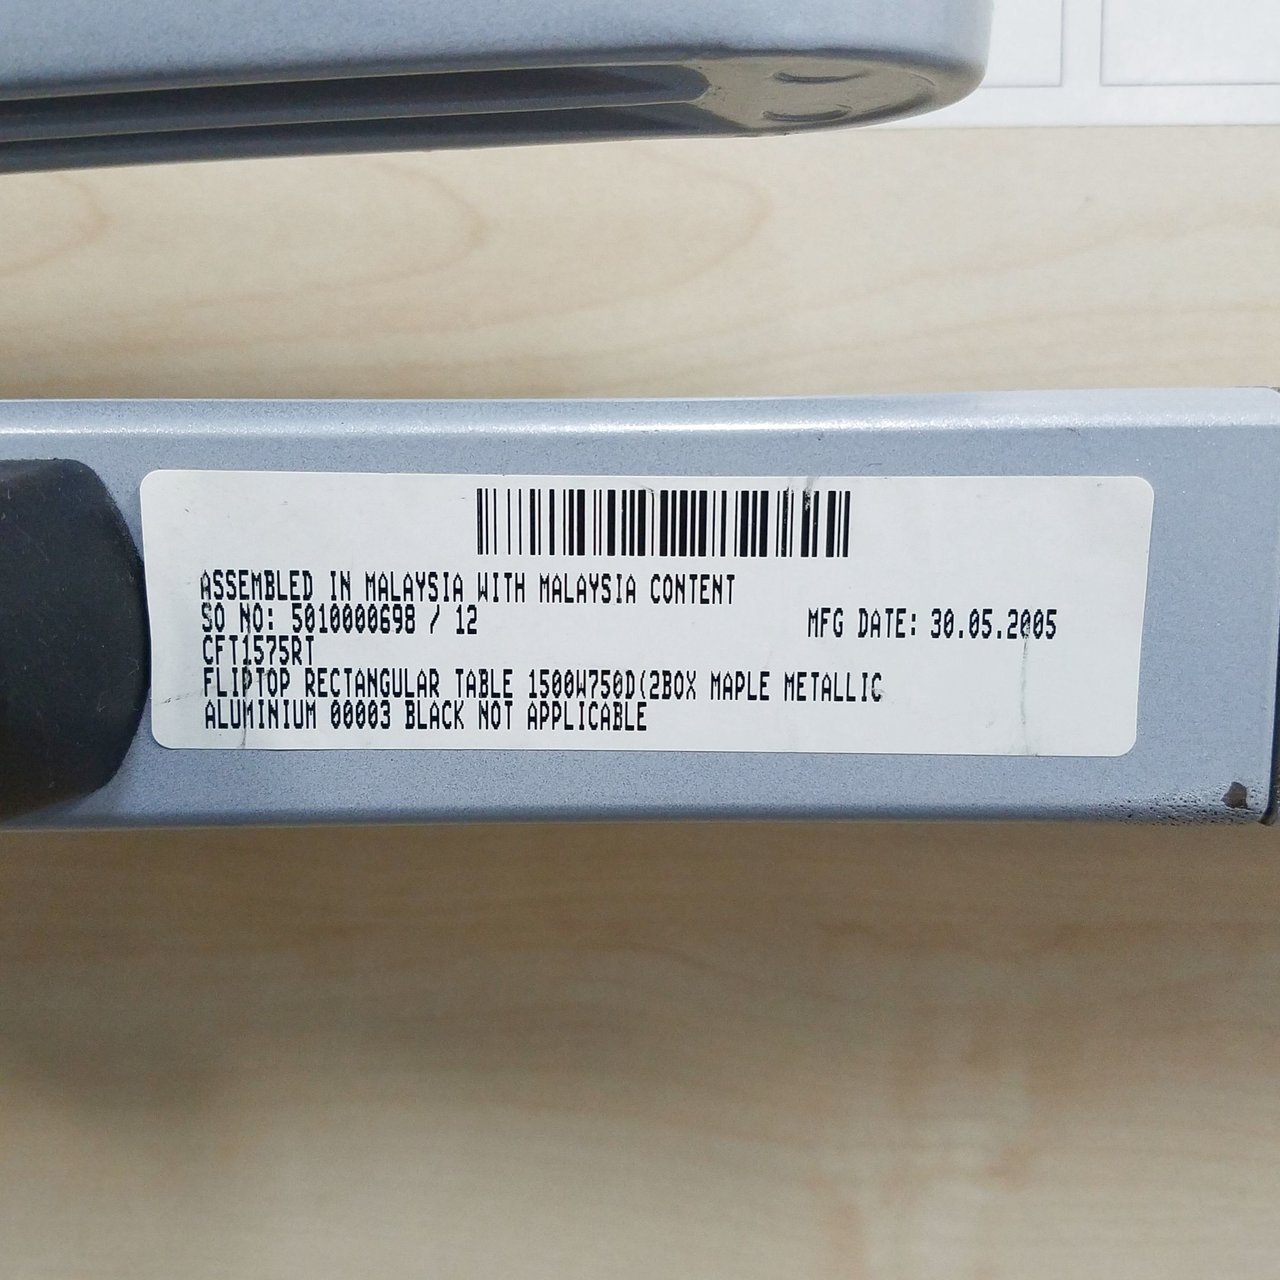 ASSEMBLED IN MALAYSIA WITH MALAYSIA CONTENT
SO NO: 5010000698 / 12 MFG DATE: 30.05.2005
CFT1575RT
FLIPTOP RECTANGULAR TABLE 1500W750D(2BOX MAPLE METALLIC
ALUMINIUM 00003 BLACK NOT APPLICABLE